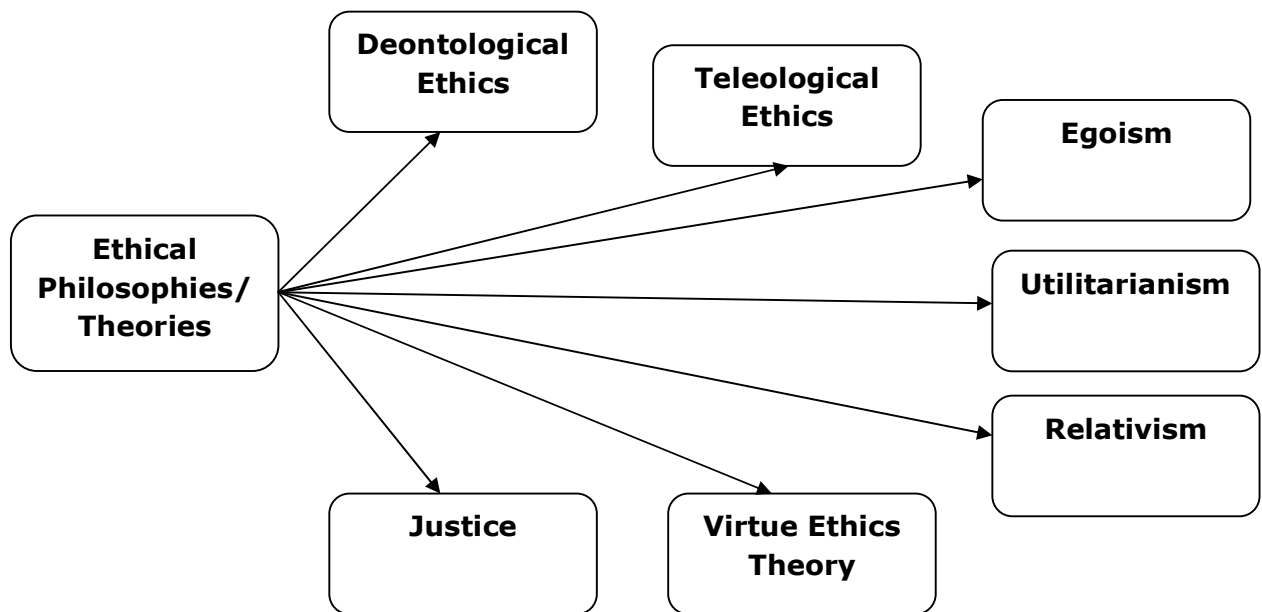 Deontological
Ethics
Teleological
Ethics
Egoism
Ethical
Philosophies/
Theories
Utilitarianism
Relativism
Justice
Virtue Ethics
Theory